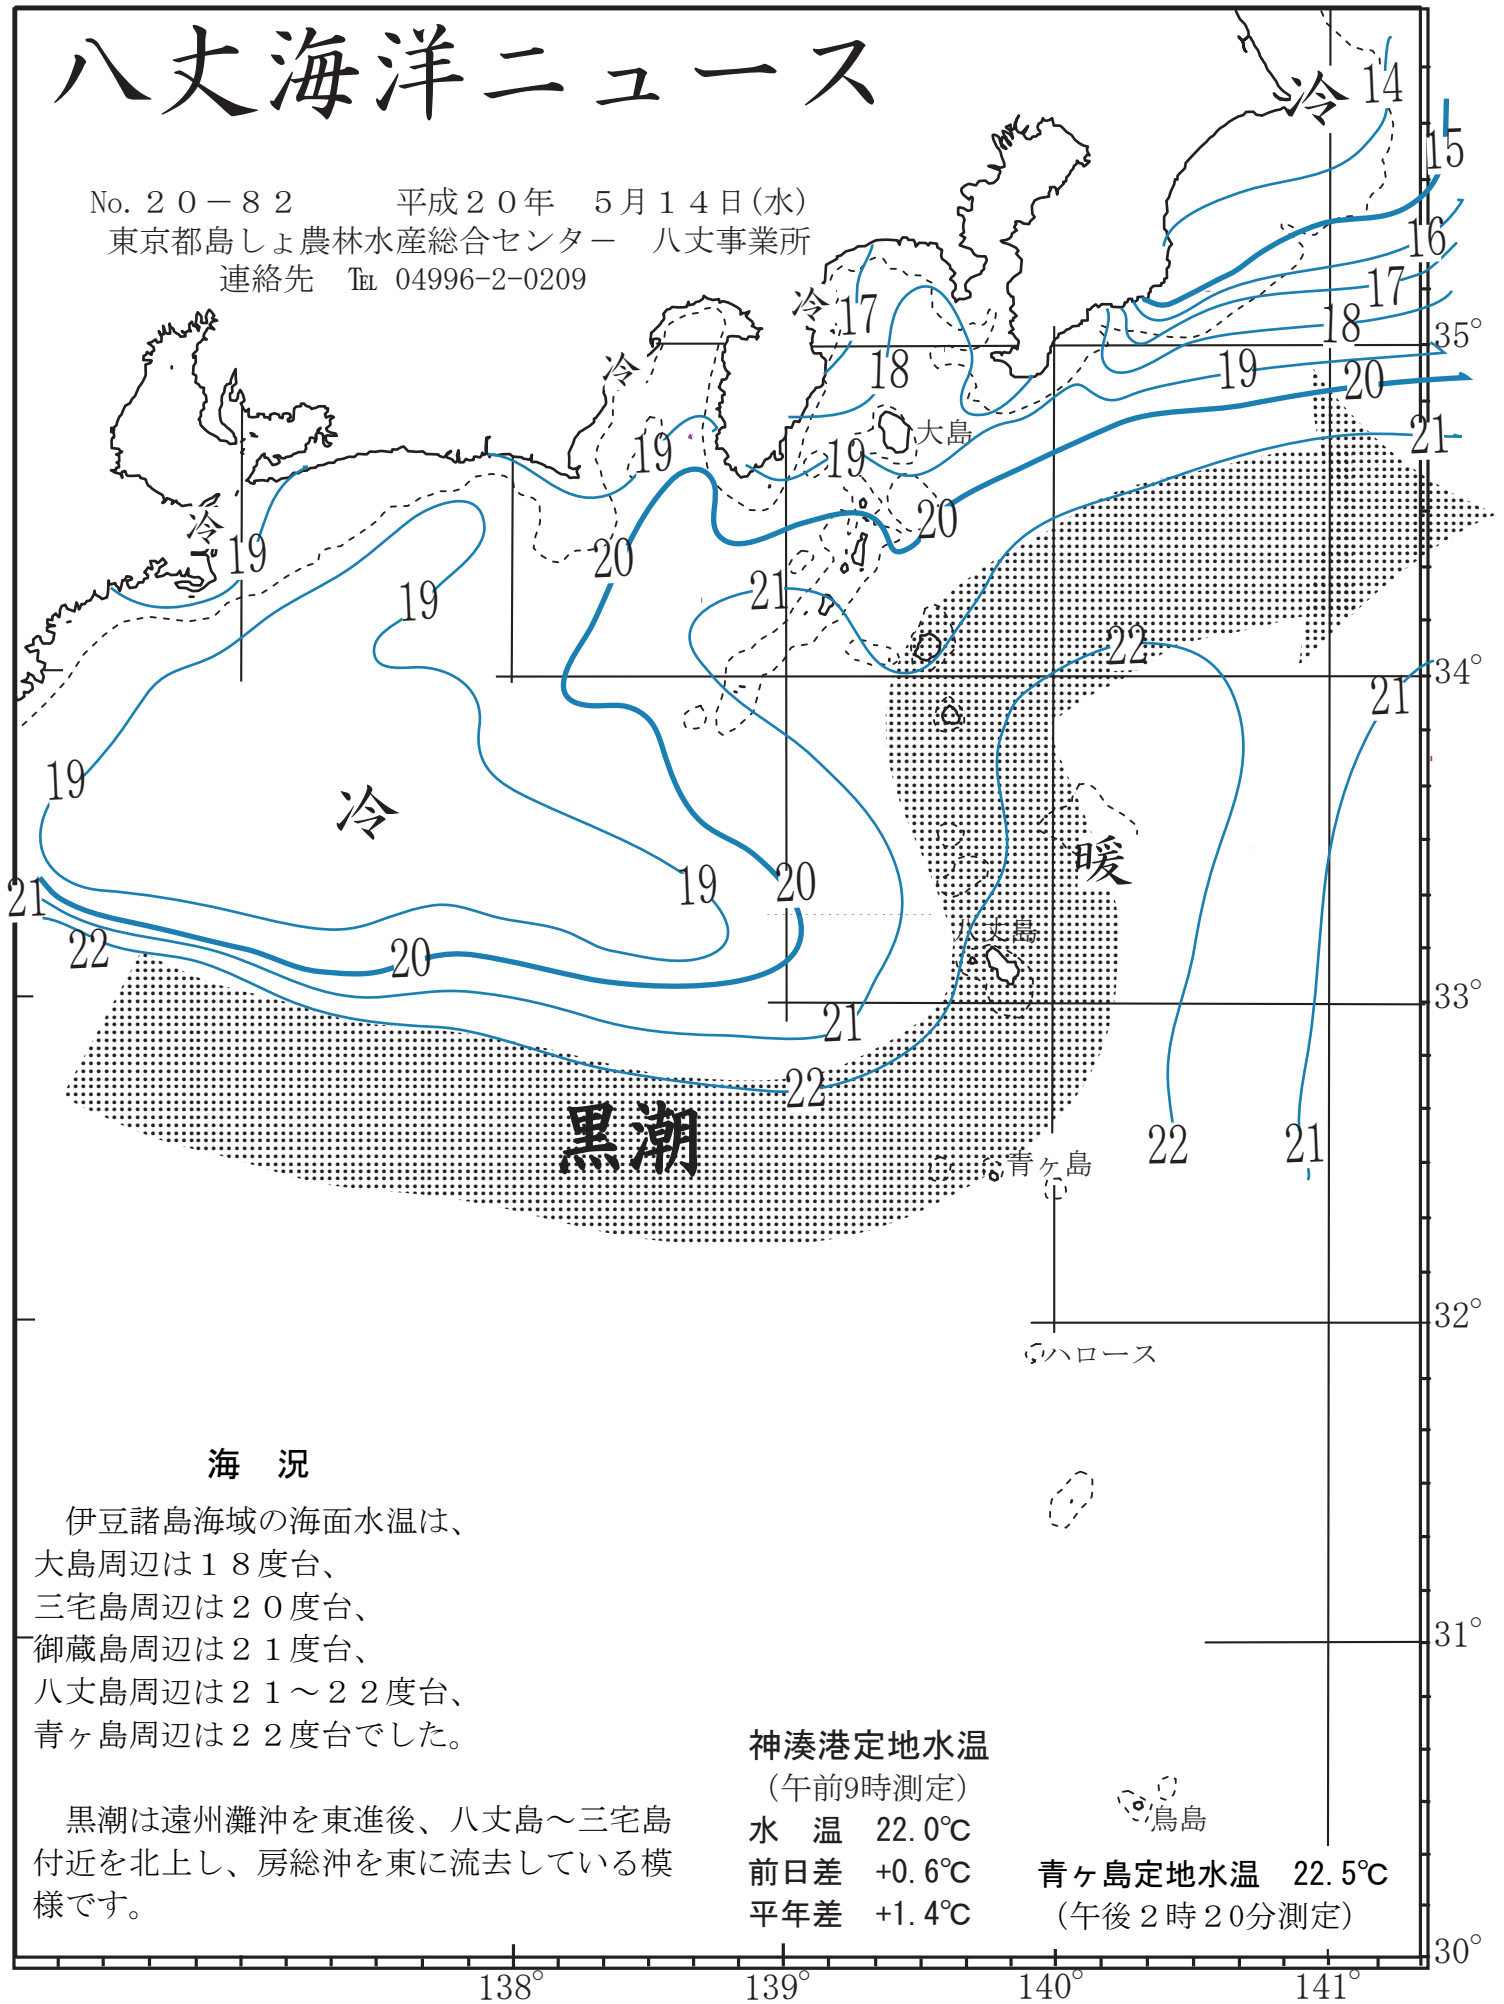 八丈海洋ニュース
No.２０－８２　　　平成２０年　５月１４日(水)
東京都島しょ農林水産総合センタ－　八丈事業所
連絡先　℡ 04996-2-0209
冷
14
15
16
17
18
35°
19
20
21
冷
17
18
冷
大島
19
19
20
冷
19
20
21
19
22
34°
21
19
冷
暖
19
20
21
22
八丈島
20
33°
21
22
黒潮
青ヶ島
22
21
32°
ハロース
海　況
　伊豆諸島海域の海面水温は、
大島周辺は１８度台、
三宅島周辺は２０度台、
御蔵島周辺は２１度台、
八丈島周辺は２１～２２度台、
青ヶ島周辺は２２度台でした。
　黒潮は遠州灘沖を東進後、八丈島～三宅島
付近を北上し、房総沖を東に流去している模
様です。
31°
神湊港定地水温
（午前9時測定）
水　温　22.0℃
前日差　+0.6℃
平年差　+1.4℃
鳥島
青ヶ島定地水温　22.5℃
（午後２時２0分測定）
30°
138°
139°
140°
141°